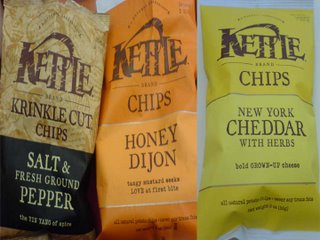 KETTLE
BRAND
KRINKLE CUT
CHIPS
SALT &
FRESH GROUND
PEPPER
the YIN YANG of spice
KETTLE
BRAND
CHIPS
HONEY
DIJON
tangy mustard seeks
LOVE at first bite
KETTLE
BRAND
CHIPS
NEW YORK
CHEDDAR
WITH HERBS
bold GROWN-UP cheese